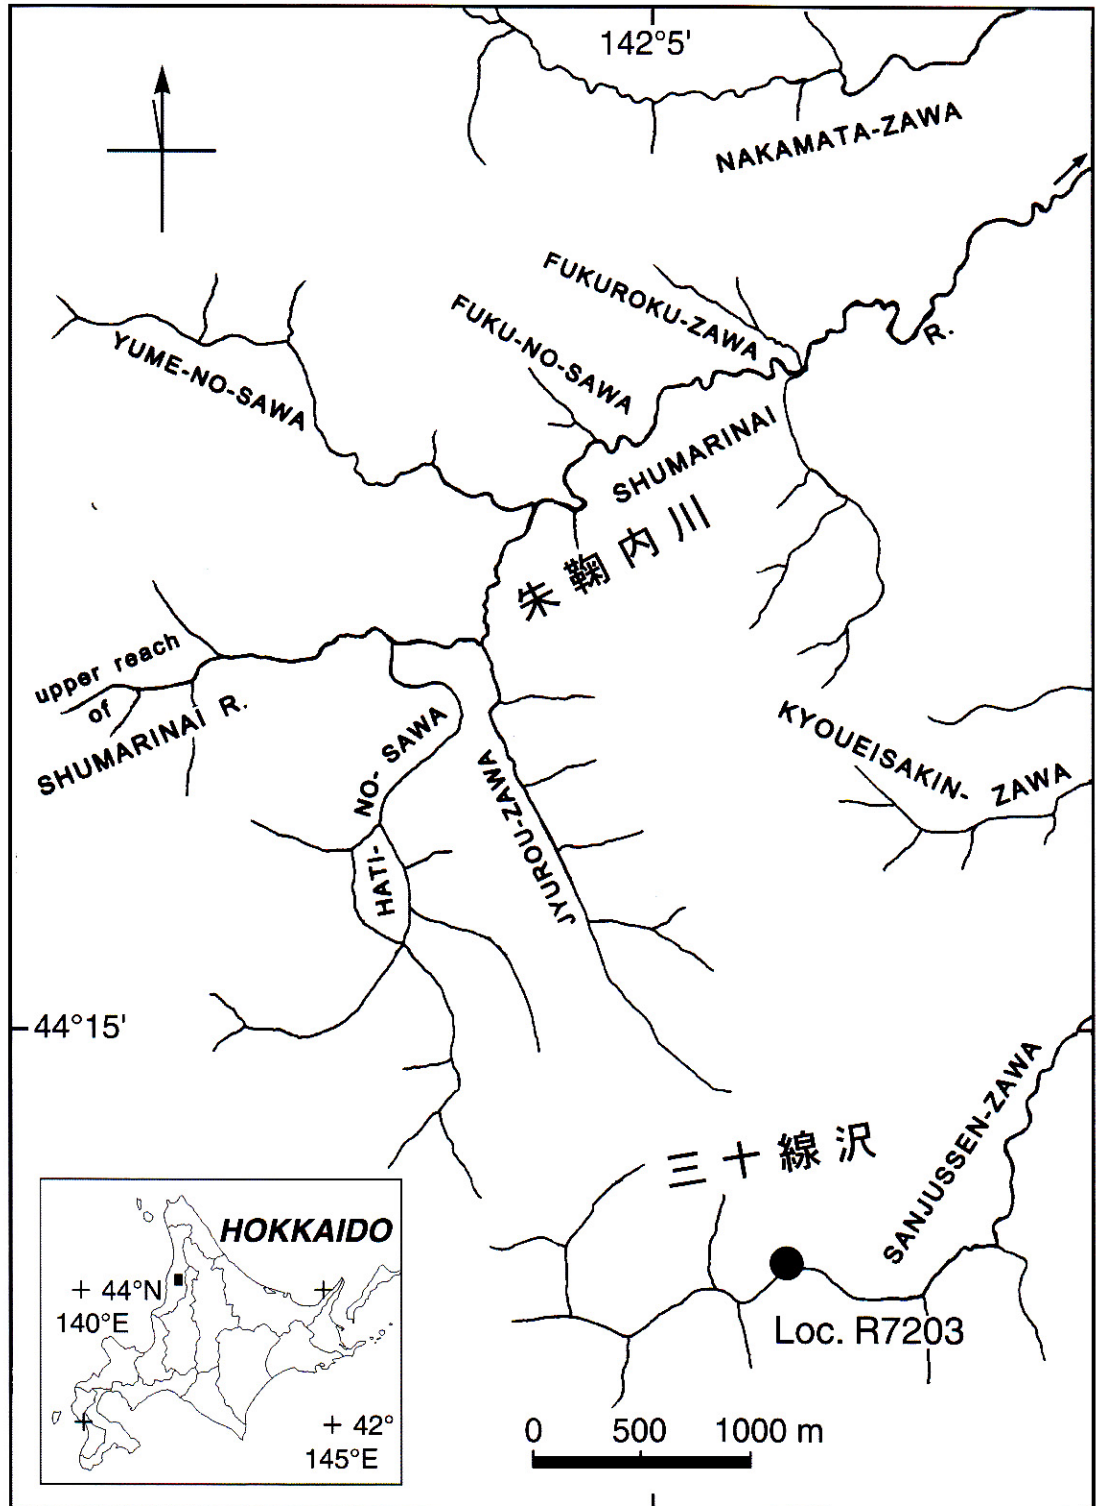 142°5'
NAKAMATA-ZAWA
FUKUROKU-ZAWA
FUKU-NO-SAWA
YUME-NO-SAWA
SHUMARINAI R.
朱鞠内川
upper reach
of
SHUMARINAI R.
HATI-NO-SAWA
JYUROU-ZAWA
KYOUEISAKIN-ZAWA
44°15'
三十線沢
SANJUSSEN-ZAWA
Loc. R7203
HOKKAIDO
44°N
140°E
42°
145°E
0 500 1000 m